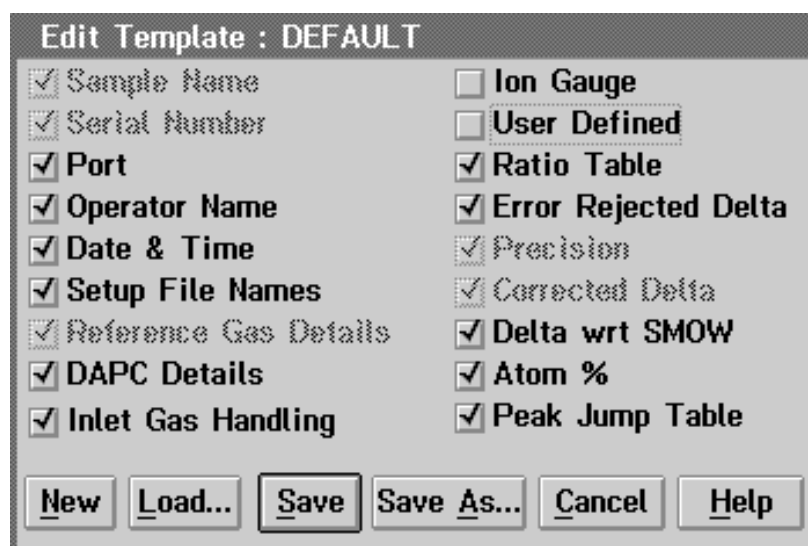 Edit Template : DEFAULT
Sample Name
Serial Number
Port
Operator Name
Date & Time
Setup File Names
Reference Gas Details
DAPC Details
Inlet Gas Handling
Ion Gauge
User Defined
Ratio Table
Error Rejected Delta
Precision
Corrected Delta
Delta wrt SMOW
Atom %
Peak Jump Table
New Load... Save Save As... Cancel Help